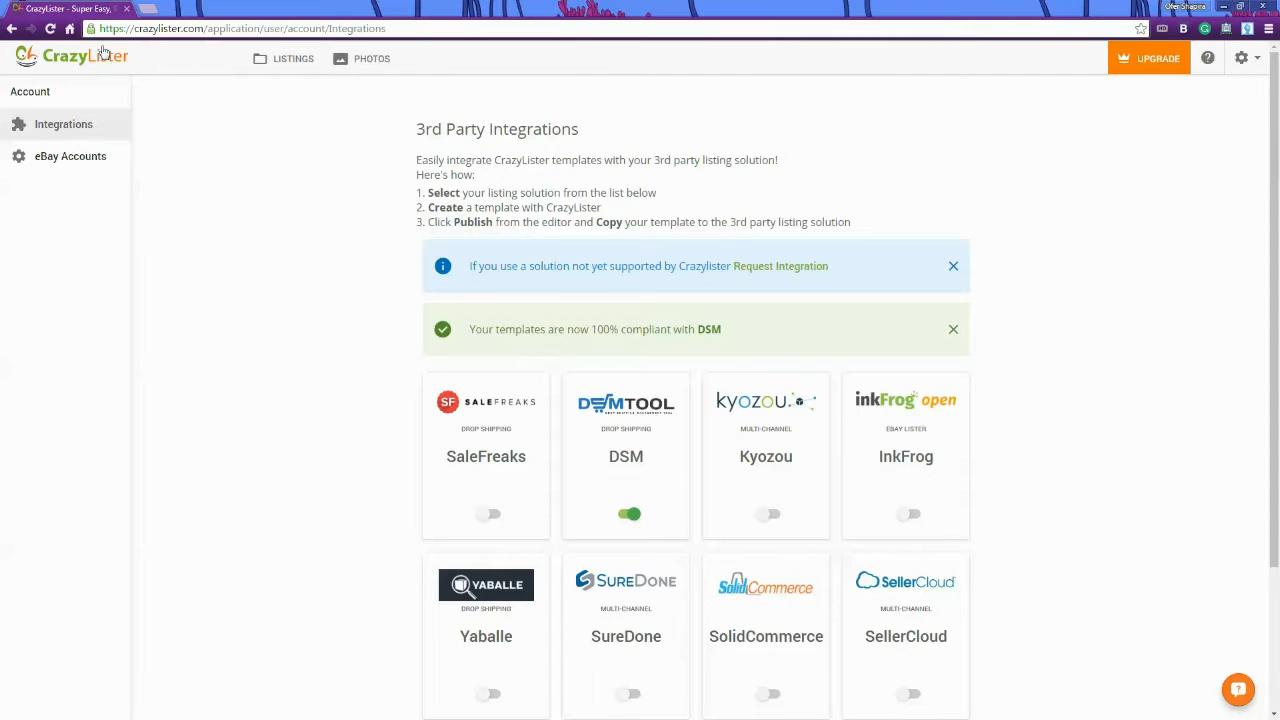 CrazyLister - Super Easy,
Ofer Shapira
https://crazylister.com/application/user/account/Integrations
CrazyLister
LISTINGS
PHOTOS
UPGRADE
Account
Integrations
eBay Accounts
3rd Party Integrations
Easily integrate CrazyLister templates with your 3rd party listing solution!
Here's how:
1. Select your listing solution from the list below
2. Create a template with CrazyLister
3. Click Publish from the editor and Copy your template to the 3rd party listing solution
If you use a solution not yet supported by Crazylister Request Integration
Your templates are now 100% compliant with DSM
SF SALEFREAKS
DSMTOOL
kyozou
inkFrog open
DROP SHIPPING
DROP SHIPPING
MULTI-CHANNEL
EBAY LISTER
SaleFreaks
DSM
Kyozou
InkFrog
YABALLE
SUREDONE
SolidCommerce
SellerCloud
DROP SHIPPING
MULTI-CHANNEL
MULTI-CHANNEL
Yaballe
SureDone
SolidCommerce
SellerCloud